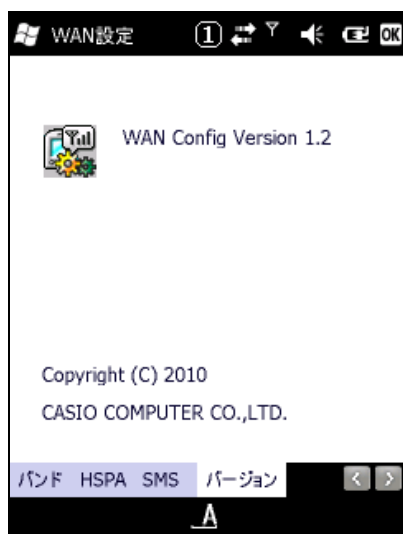 WAN設定 1 OK
WAN Config Version 1.2
Copyright (C) 2010
CASIO COMPUTER CO.,LTD.
バンド HSPA SMS バージョン
A